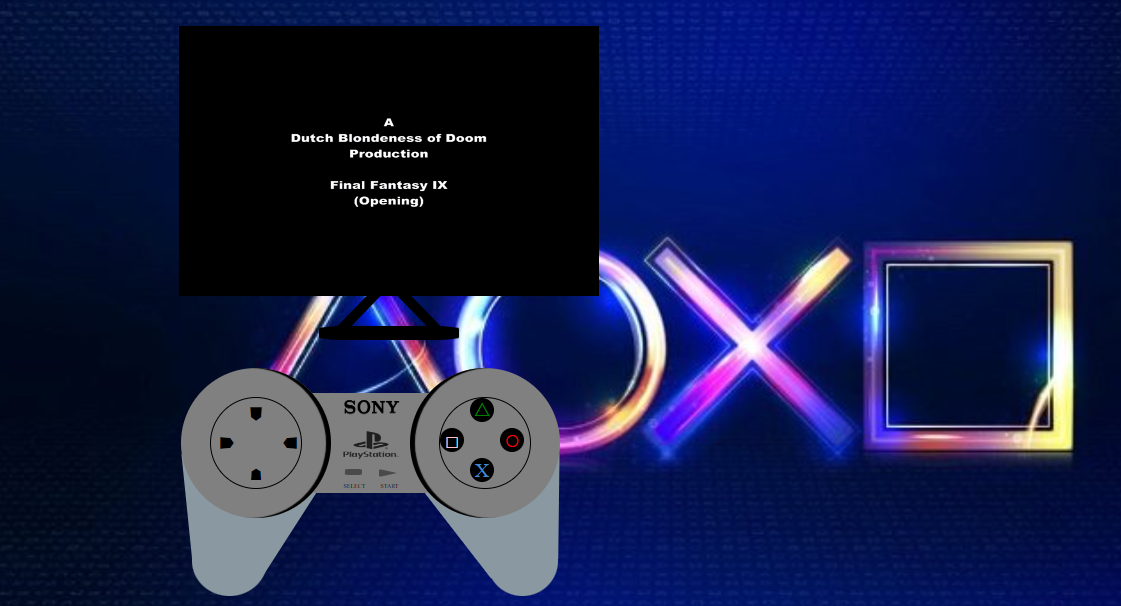 A
Dutch Blondeness of Doom
Production
Final Fantasy IX
(Opening)
SONY
PlayStation.
SELECT START
X